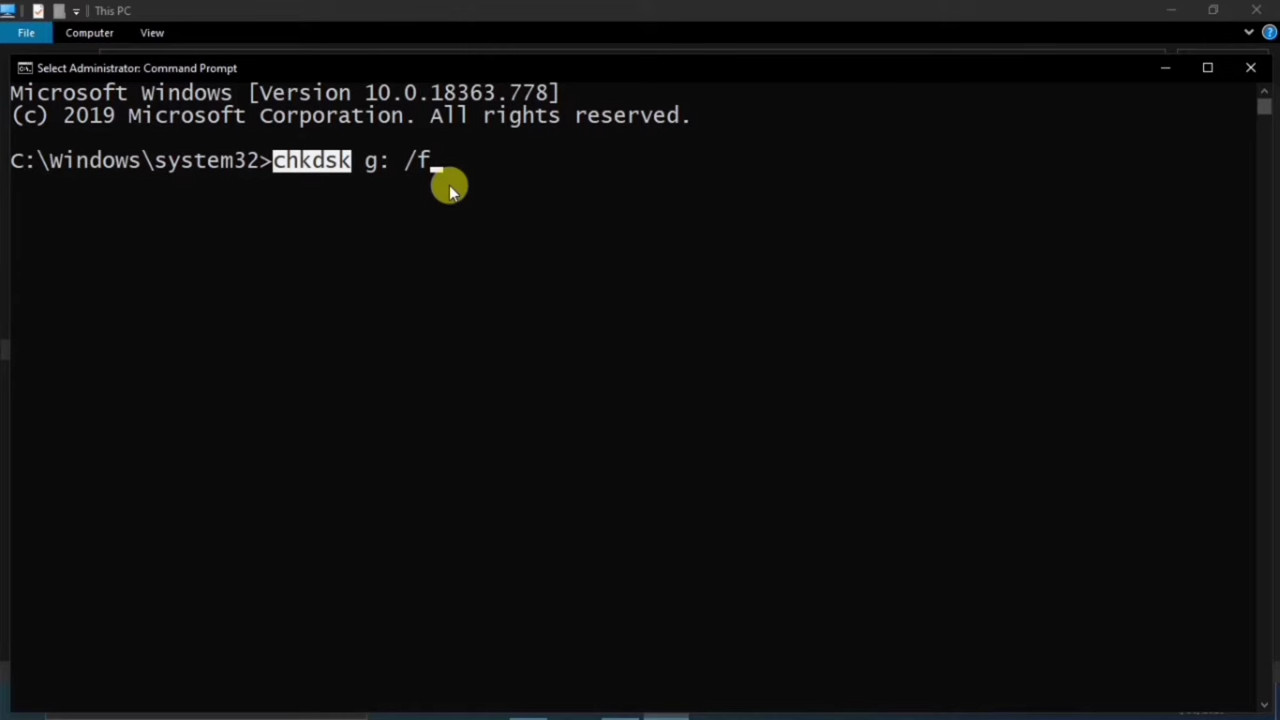 This PC
File Computer View
Select Administrator: Command Prompt
Microsoft Windows [Version 10.0.18363.778]
(c) 2019 Microsoft Corporation. All rights reserved.
C:\Windows\system32>chkdsk g: /f_